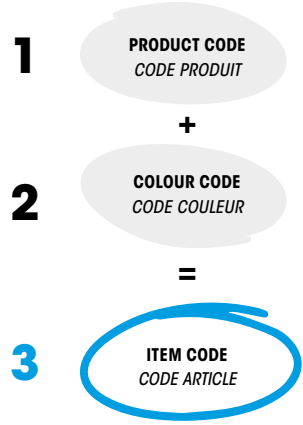 1
PRODUCT CODE
CODE PRODUIT
+
2
COLOUR CODE
CODE COULEUR
=
3
ITEM CODE
CODE ARTICLE